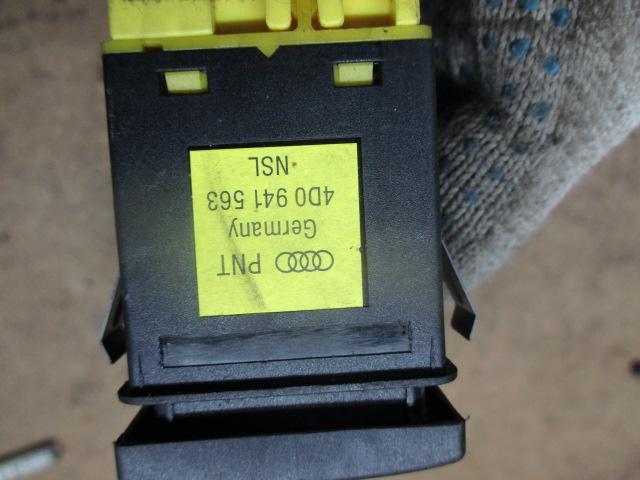 PNT
Germany
4D0 941 563
NSL